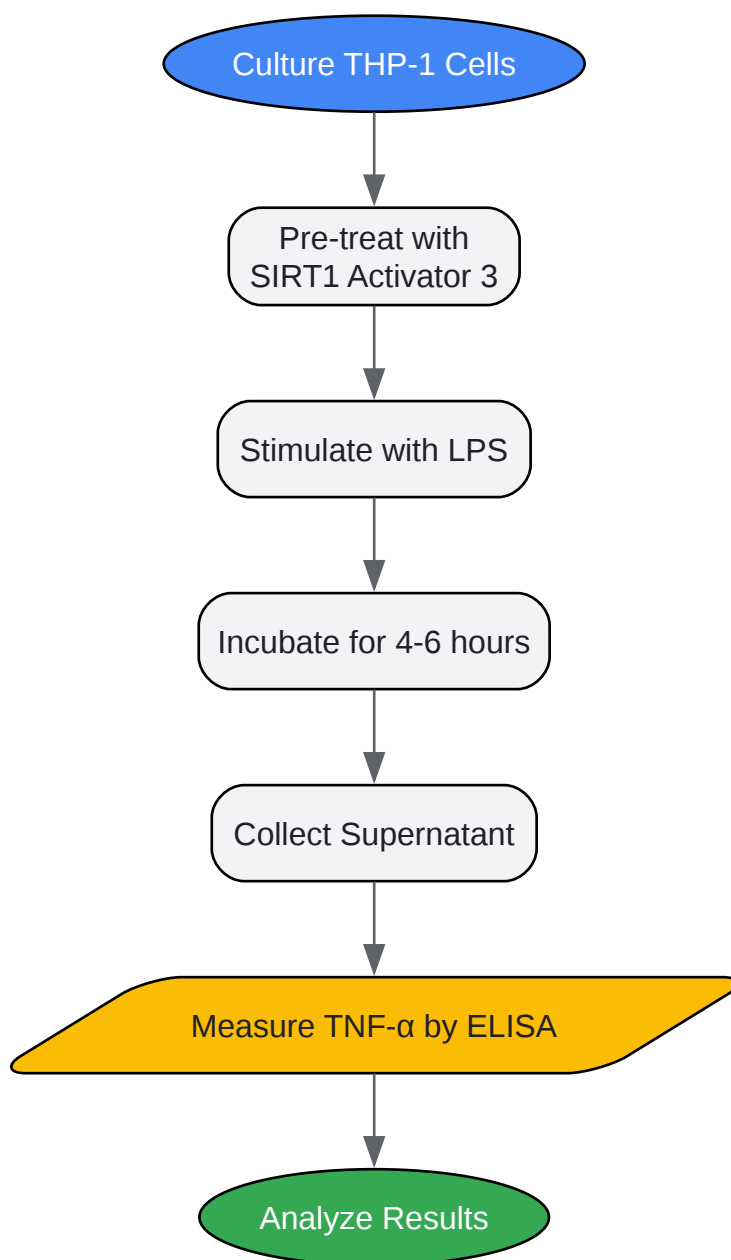 Culture THP-1 Cells
Pre-treat with
SIRT1 Activator 3
Stimulate with LPS
Incubate for 4-6 hours
Collect Supernatant
Measure TNF-α by ELISA
Analyze Results